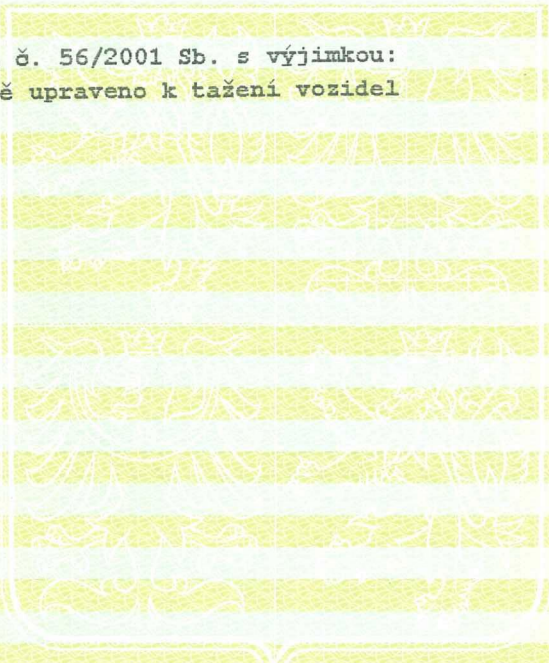 č. 56/2001 Sb. s výjimkou:
ě upraveno k tažení vozidel